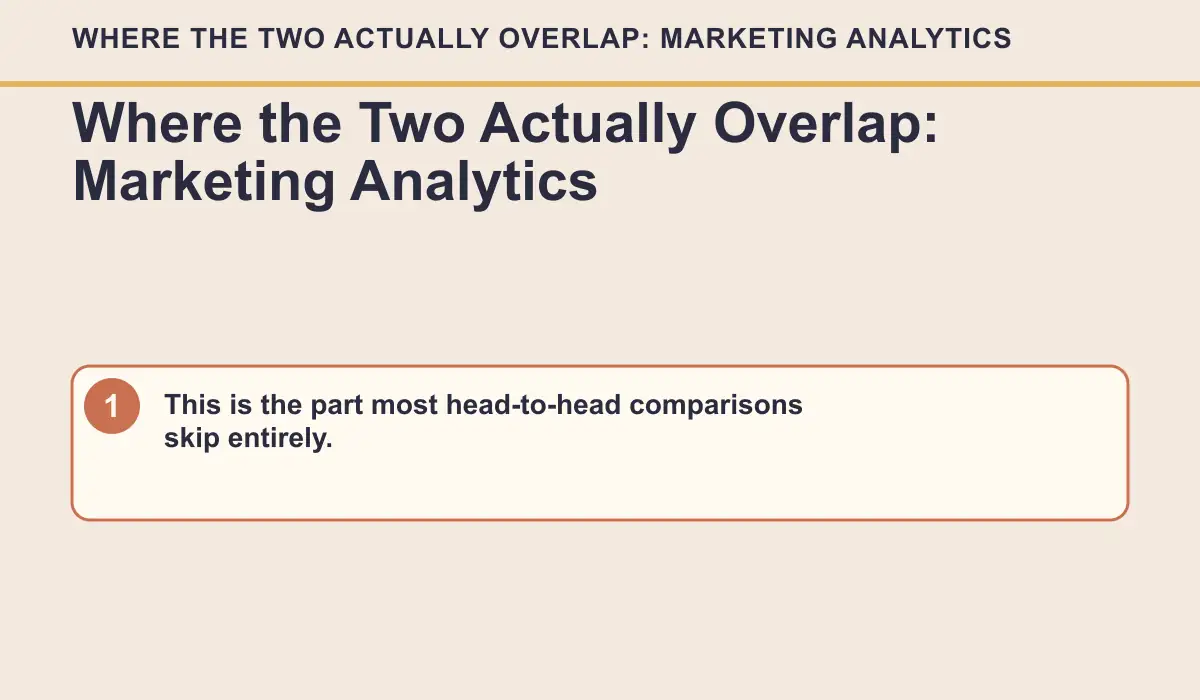 WHERE THE TWO ACTUALLY OVERLAP: MARKETING ANALYTICS
Where the Two Actually Overlap:
Marketing Analytics
1
This is the part most head-to-head comparisons
skip entirely.